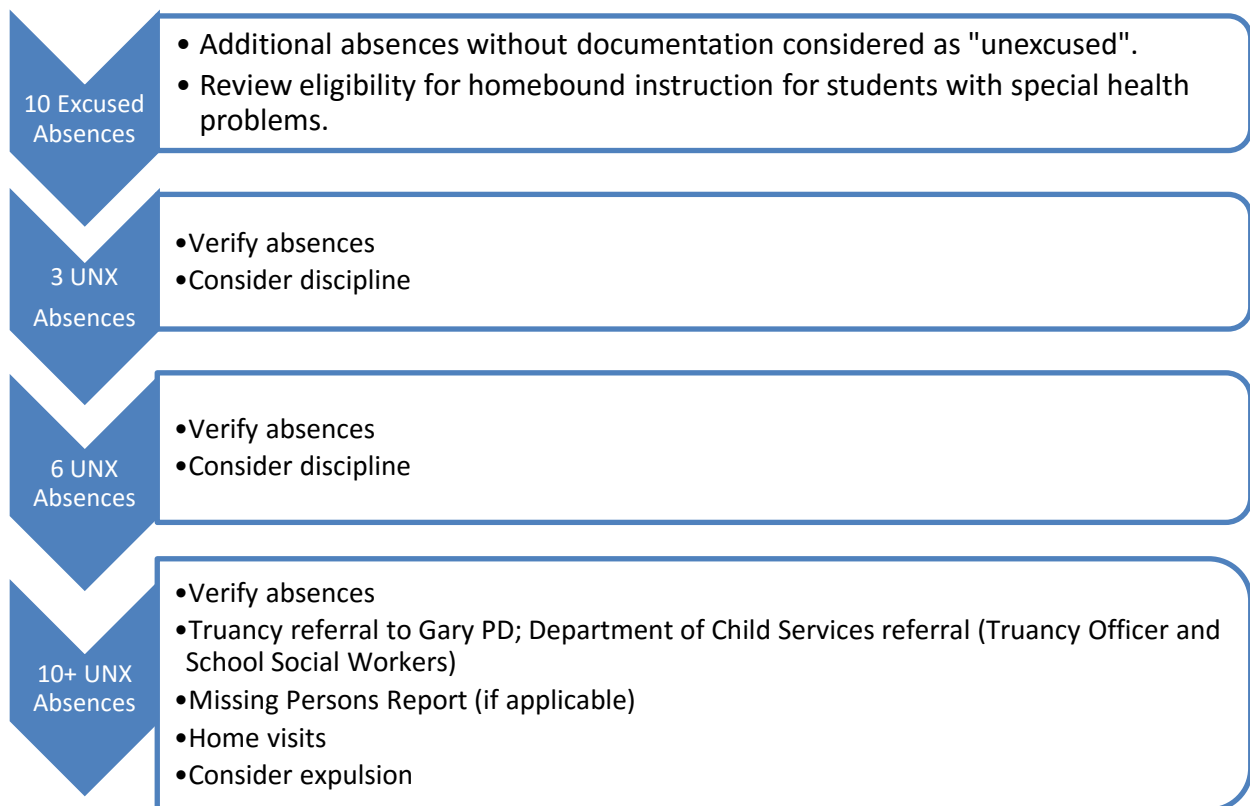 10 Excused
Absences
• Additional absences without documentation considered as "unexcused".
• Review eligibility for homebound instruction for students with special health
problems.
3 UNX
Absences
•Verify absences
•Consider discipline
6 UNX
Absences
•Verify absences
•Consider discipline
10+ UNX
Absences
•Verify absences
•Truancy referral to Gary PD; Department of Child Services referral (Truancy Officer and
School Social Workers)
•Missing Persons Report (if applicable)
•Home visits
•Consider expulsion